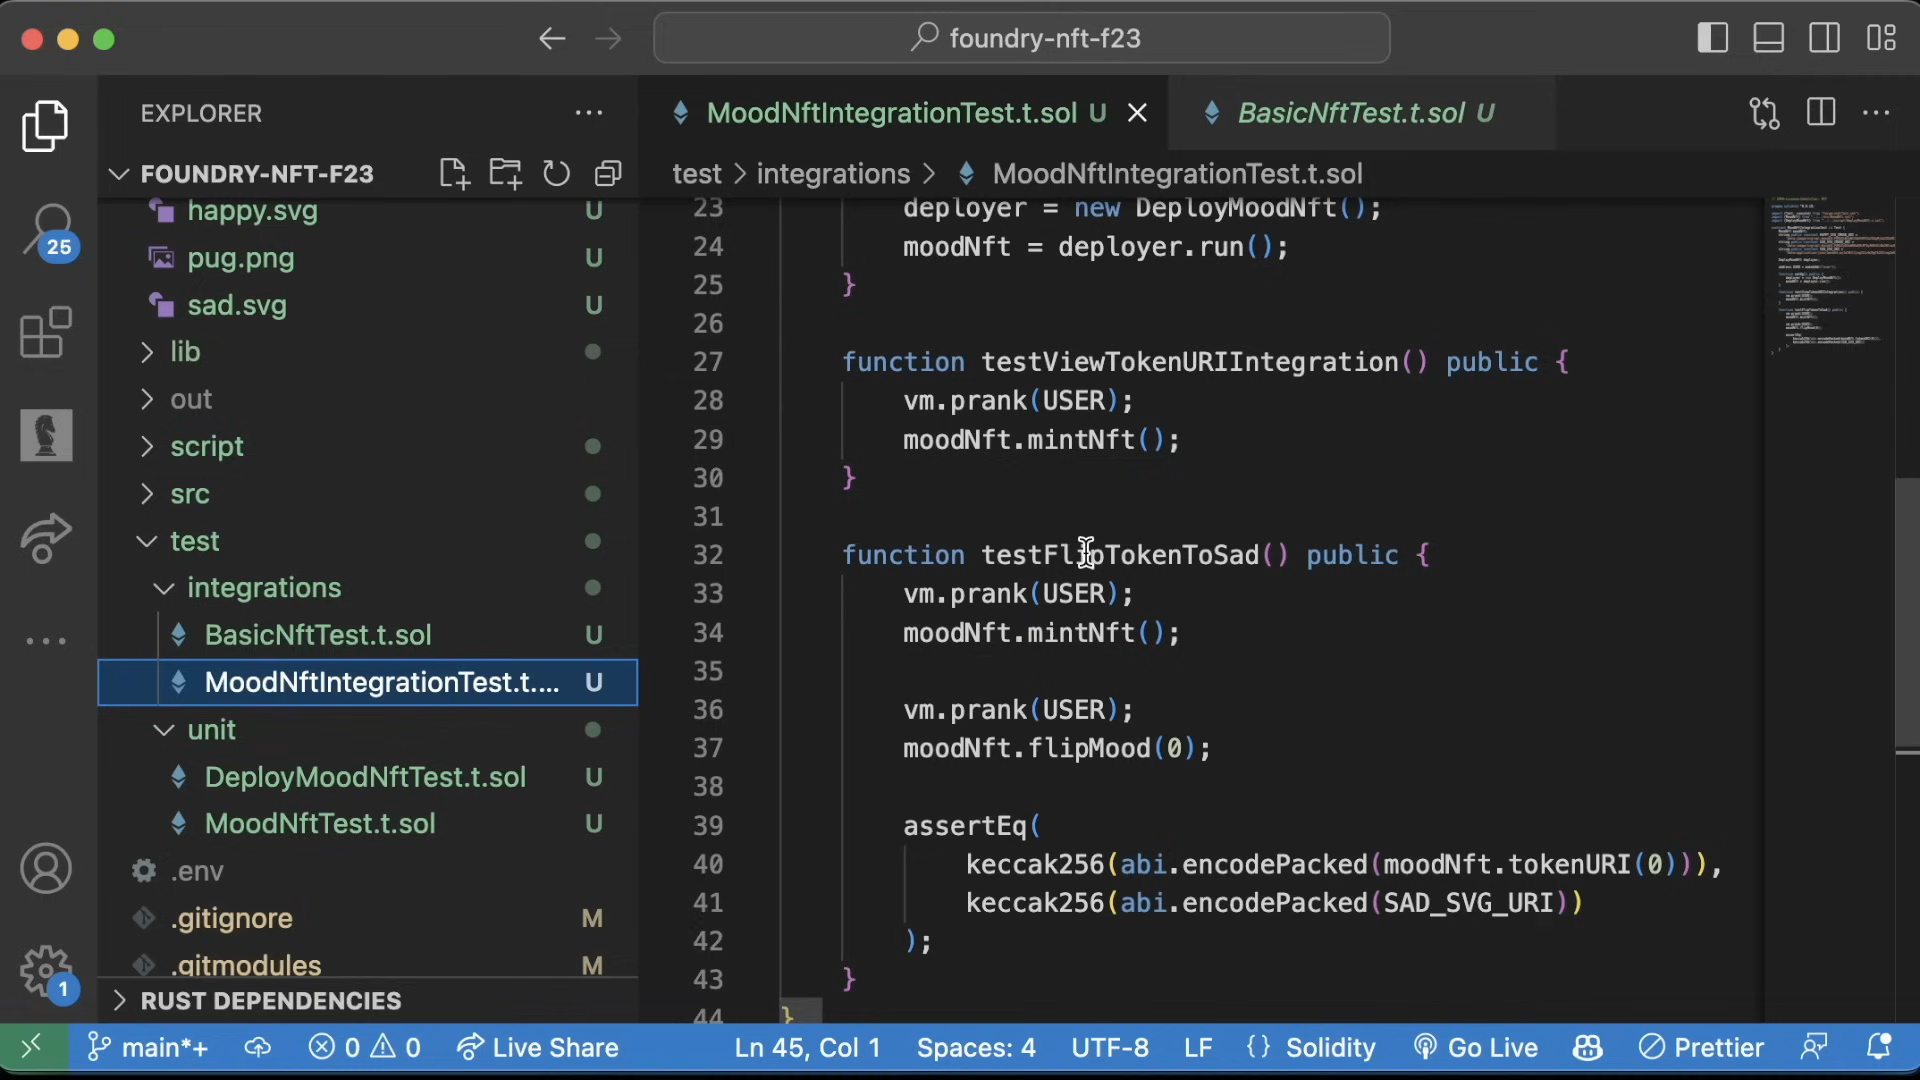 foundry-nft-f23
EXPLORER
FOUNDRY-NFT-F23
happy.svg U
pug.png U
sad.svg U
lib
out
script
src
test
integrations
BasicNftTest.t.sol U
MoodNftIntegrationTest.t.... U
unit
DeployMoodNftTest.t.sol U
MoodNftTest.t.sol U
.env
.gitignore M
.gitmodules M
RUST DEPENDENCIES
25
1
MoodNftIntegrationTest.t.sol U
BasicNftTest.t.sol U
test > integrations > MoodNftIntegrationTest.t.sol
23 deployer = new DeployMoodNft();
24 moodNft = deployer.run();
25 }
26
27 function testViewTokenURIIntegration() public {
28 vm.prank(USER);
29 moodNft.mintNft();
30 }
31
32 function testFlipTokenToSad() public {
33 vm.prank(USER);
34 moodNft.mintNft();
35
36 vm.prank(USER);
37 moodNft.flipMood(0);
38
39 assertEq(
40 keccak256(abi.encodePacked(moodNft.tokenURI(0))),
41 keccak256(abi.encodePacked(SAD_SVG_URI))
42 );
43 }
44 }
main*+ 0 0 Live Share Ln 45, Col 1 Spaces: 4 UTF-8 LF {} Solidity Go Live Prettier